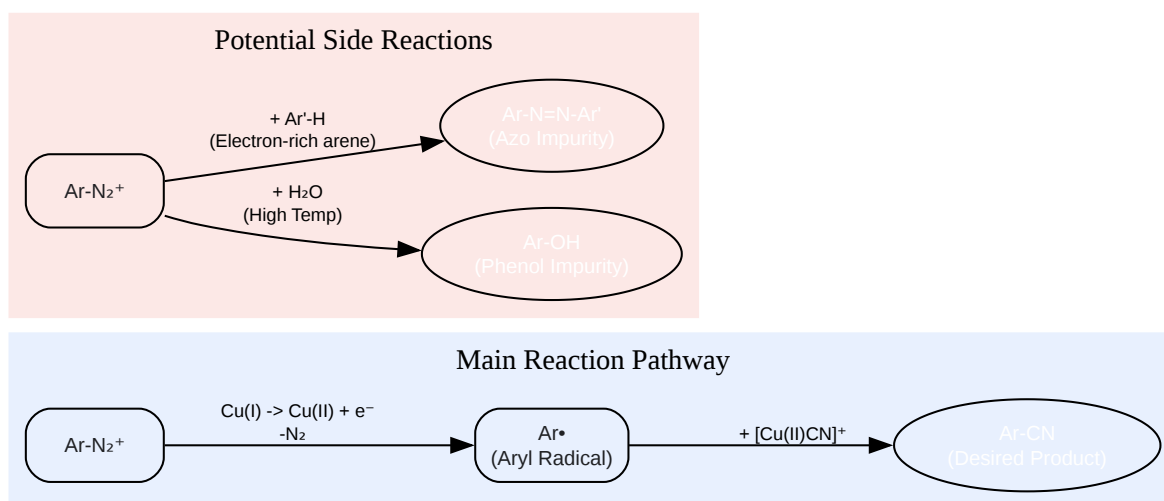 Potential Side Reactions
+ Ar'-H
(Electron-rich arene)
Ar-N=N-Ar'
(Azo Impurity)
Ar-N₂⁺
+ H₂O
(High Temp)
Ar-OH
(Phenol Impurity)
Main Reaction Pathway
Ar-N₂⁺
Cu(I) -> Cu(II) + e⁻
-N₂
Ar•
(Aryl Radical)
+ [Cu(II)CN]⁺
Ar-CN
(Desired Product)